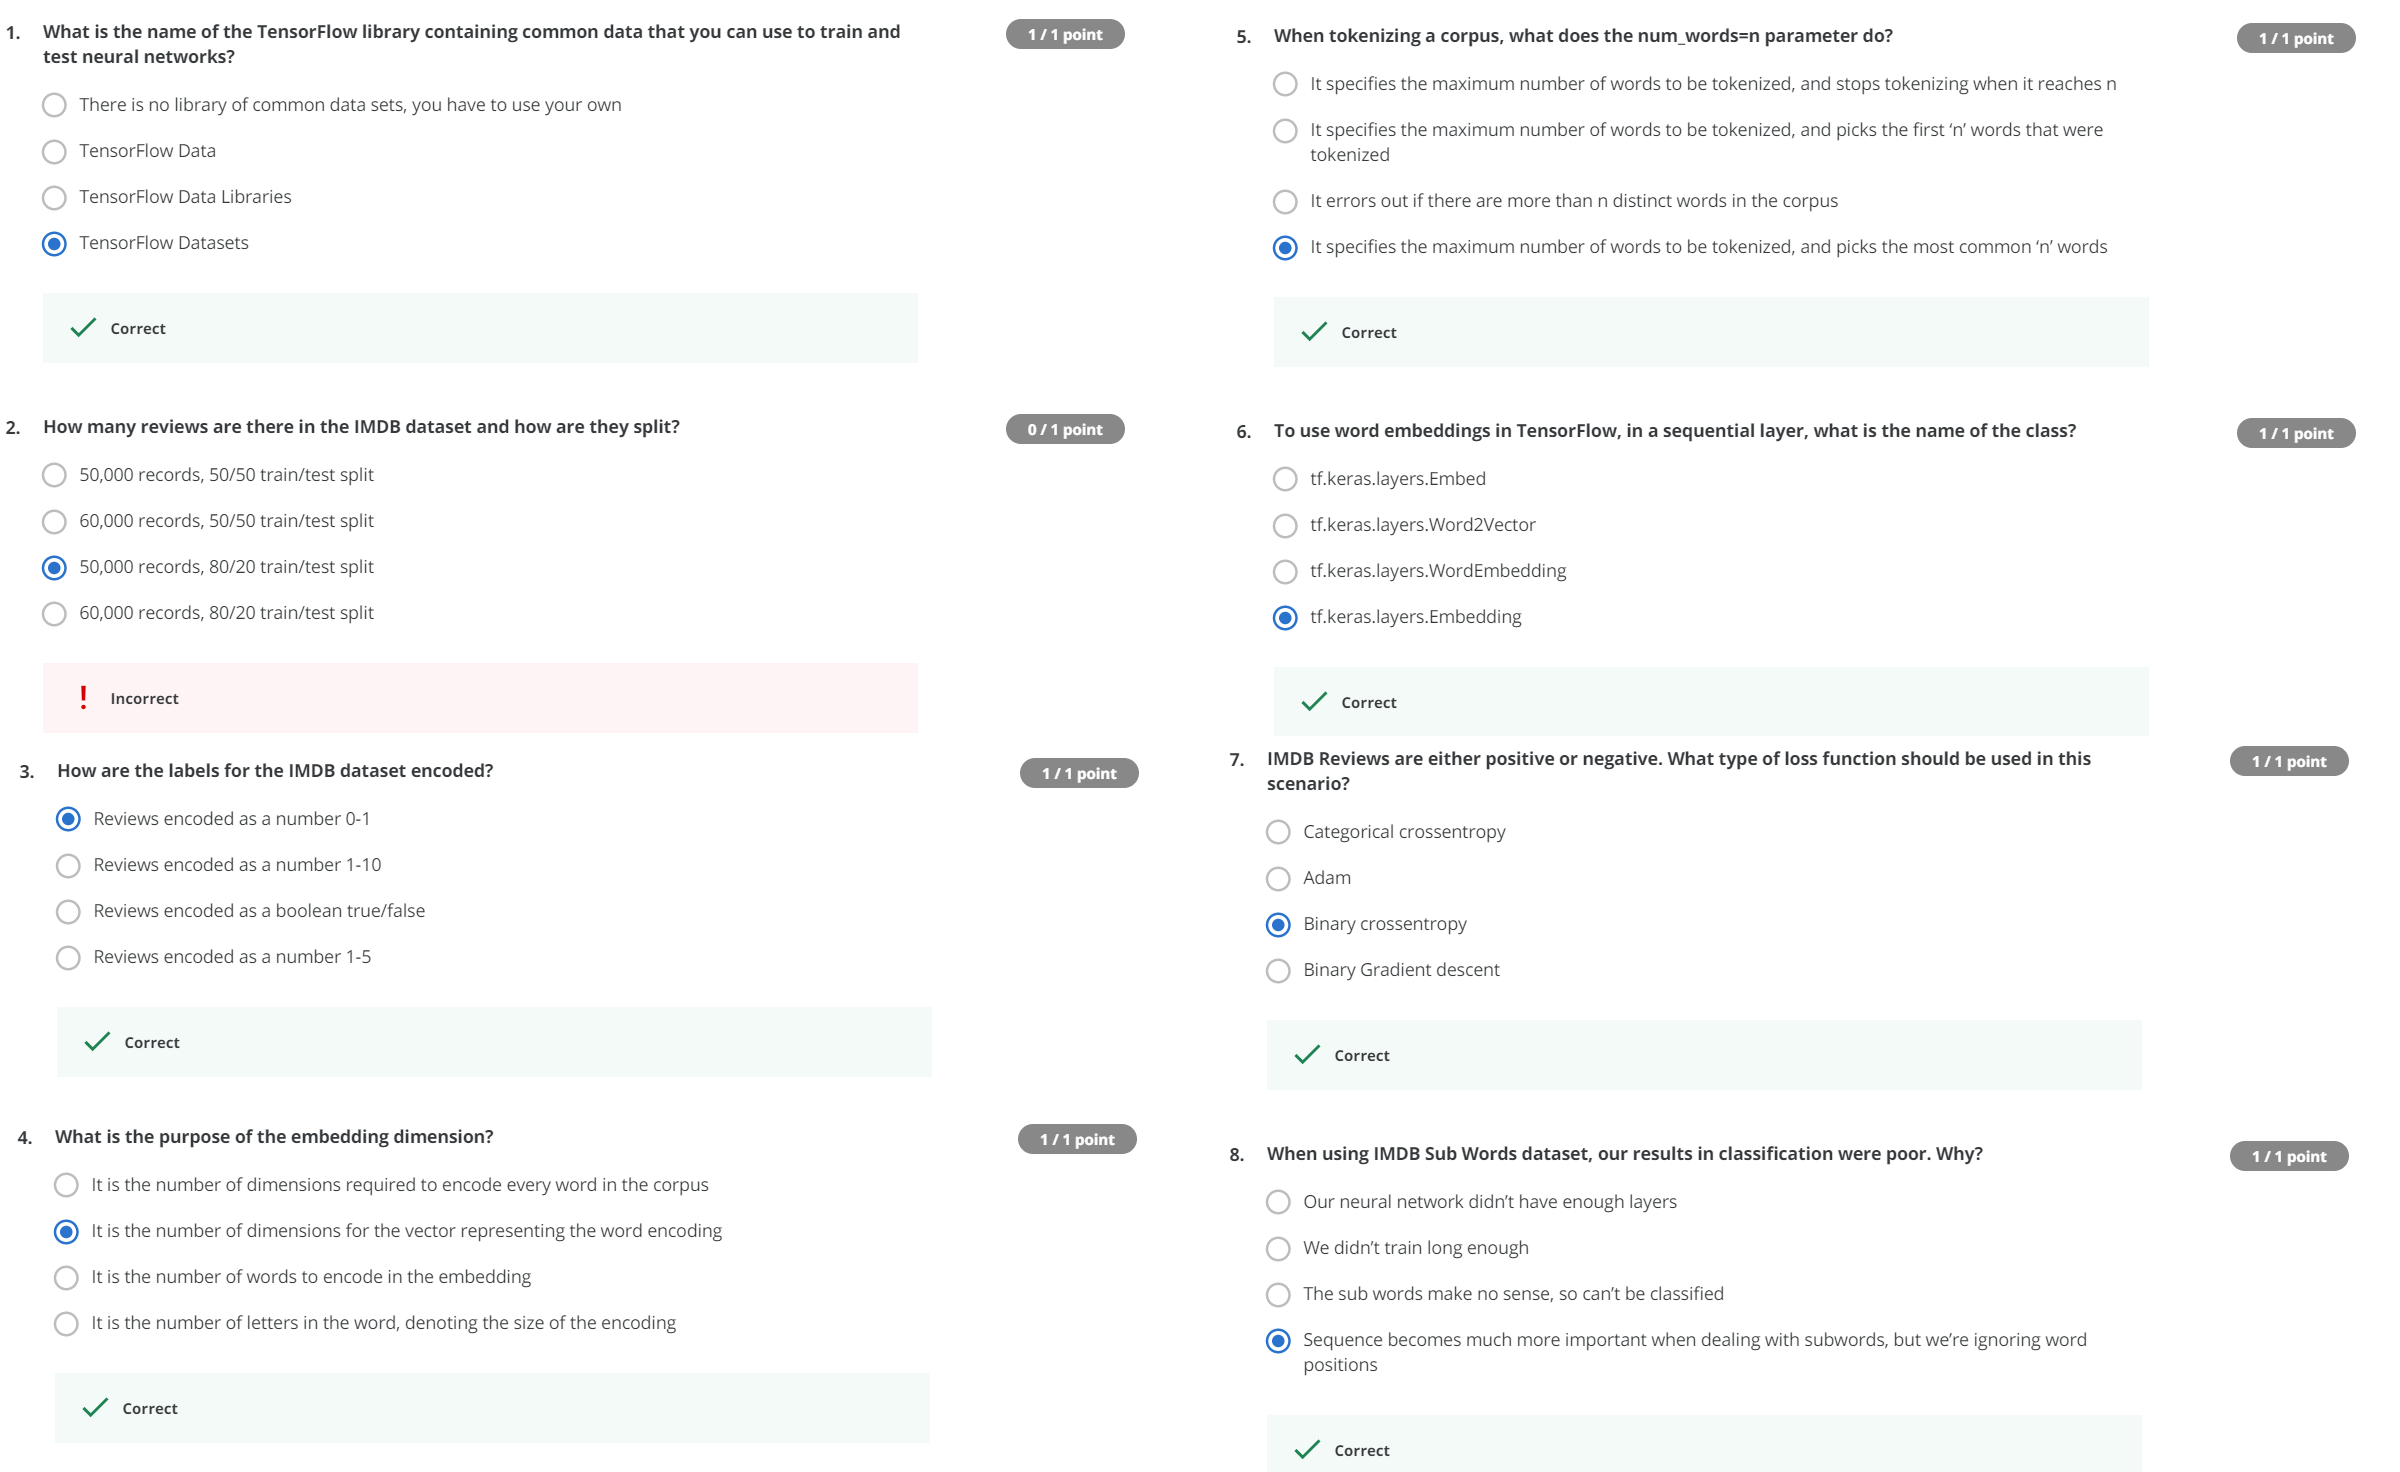 1. What is the name of the TensorFlow library containing common data that you can use to train and
test neural networks?
1 / 1 point
There is no library of common data sets, you have to use your own
TensorFlow Data
TensorFlow Data Libraries
TensorFlow Datasets
Correct
2. How many reviews are there in the IMDB dataset and how are they split?
0 / 1 point
50,000 records, 50/50 train/test split
60,000 records, 50/50 train/test split
50,000 records, 80/20 train/test split
60,000 records, 80/20 train/test split
Incorrect
3. How are the labels for the IMDB dataset encoded?
1 / 1 point
Reviews encoded as a number 0-1
Reviews encoded as a number 1-10
Reviews encoded as a boolean true/false
Reviews encoded as a number 1-5
Correct
4. What is the purpose of the embedding dimension?
1 / 1 point
It is the number of dimensions required to encode every word in the corpus
It is the number of dimensions for the vector representing the word encoding
It is the number of words to encode in the embedding
It is the number of letters in the word, denoting the size of the encoding
Correct
5. When tokenizing a corpus, what does the num_words=n parameter do?
1 / 1 point
It specifies the maximum number of words to be tokenized, and stops tokenizing when it reaches n
It specifies the maximum number of words to be tokenized, and picks the first ‘n’ words that were
tokenized
It errors out if there are more than n distinct words in the corpus
It specifies the maximum number of words to be tokenized, and picks the most common ‘n’ words
Correct
6. To use word embeddings in TensorFlow, in a sequential layer, what is the name of the class?
1 / 1 point
tf.keras.layers.Embed
tf.keras.layers.Word2Vector
tf.keras.layers.WordEmbedding
tf.keras.layers.Embedding
Correct
7. IMDB Reviews are either positive or negative. What type of loss function should be used in this
scenario?
1 / 1 point
Categorical crossentropy
Adam
Binary crossentropy
Binary Gradient descent
Correct
8. When using IMDB Sub Words dataset, our results in classification were poor. Why?
1 / 1 point
Our neural network didn’t have enough layers
We didn’t train long enough
The sub words make no sense, so can’t be classified
Sequence becomes much more important when dealing with subwords, but we’re ignoring word
positions
Correct